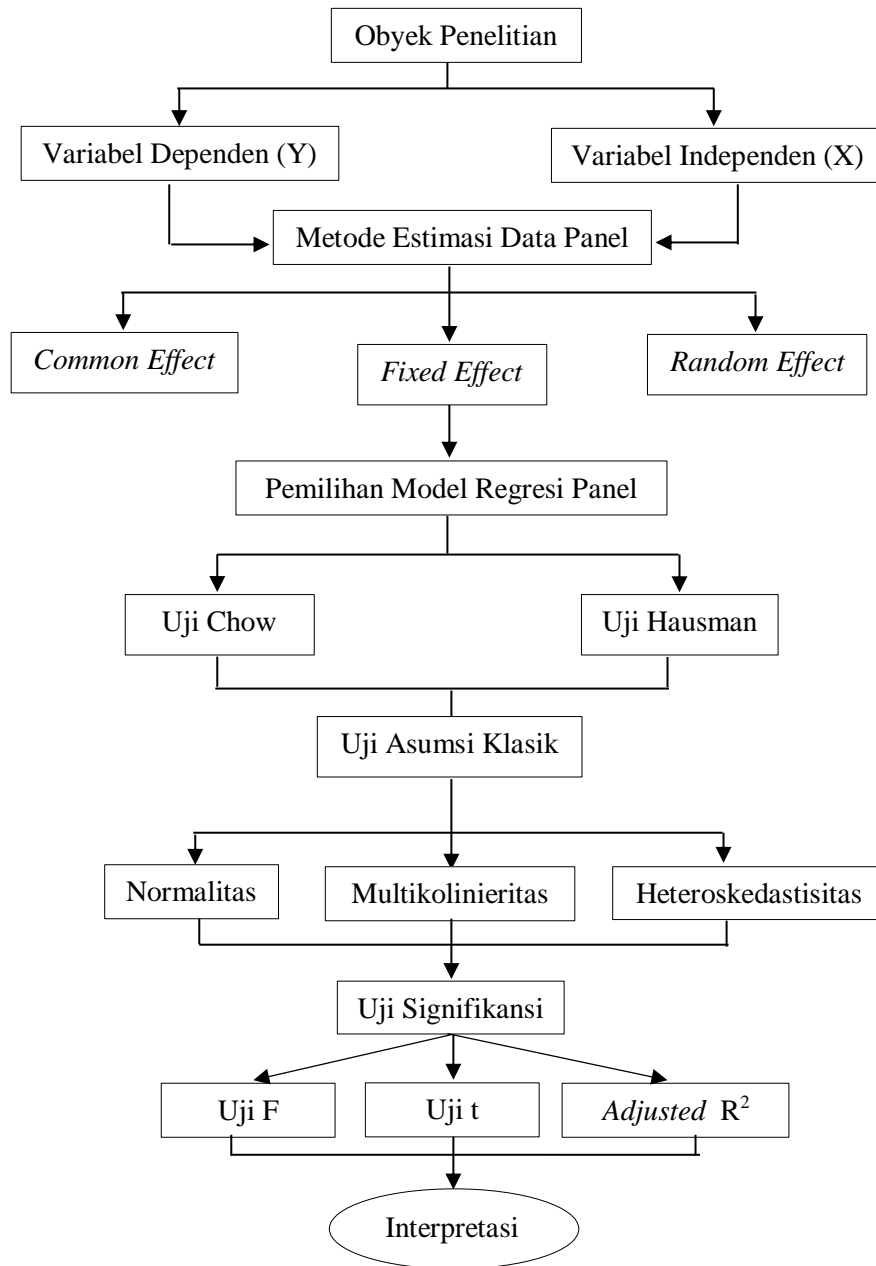 Obyek Penelitian
Variabel Dependen (Y)
Variabel Independen (X)
Metode Estimasi Data Panel
Common Effect
Fixed Effect
Random Effect
Pemilihan Model Regresi Panel
Uji Chow
Uji Hausman
Uji Asumsi Klasik
Normalitas
Multikolinieritas
Heteroskedastisitas
Uji Signifikansi
Uji F
Uji t
Adjusted R²
Interpretasi